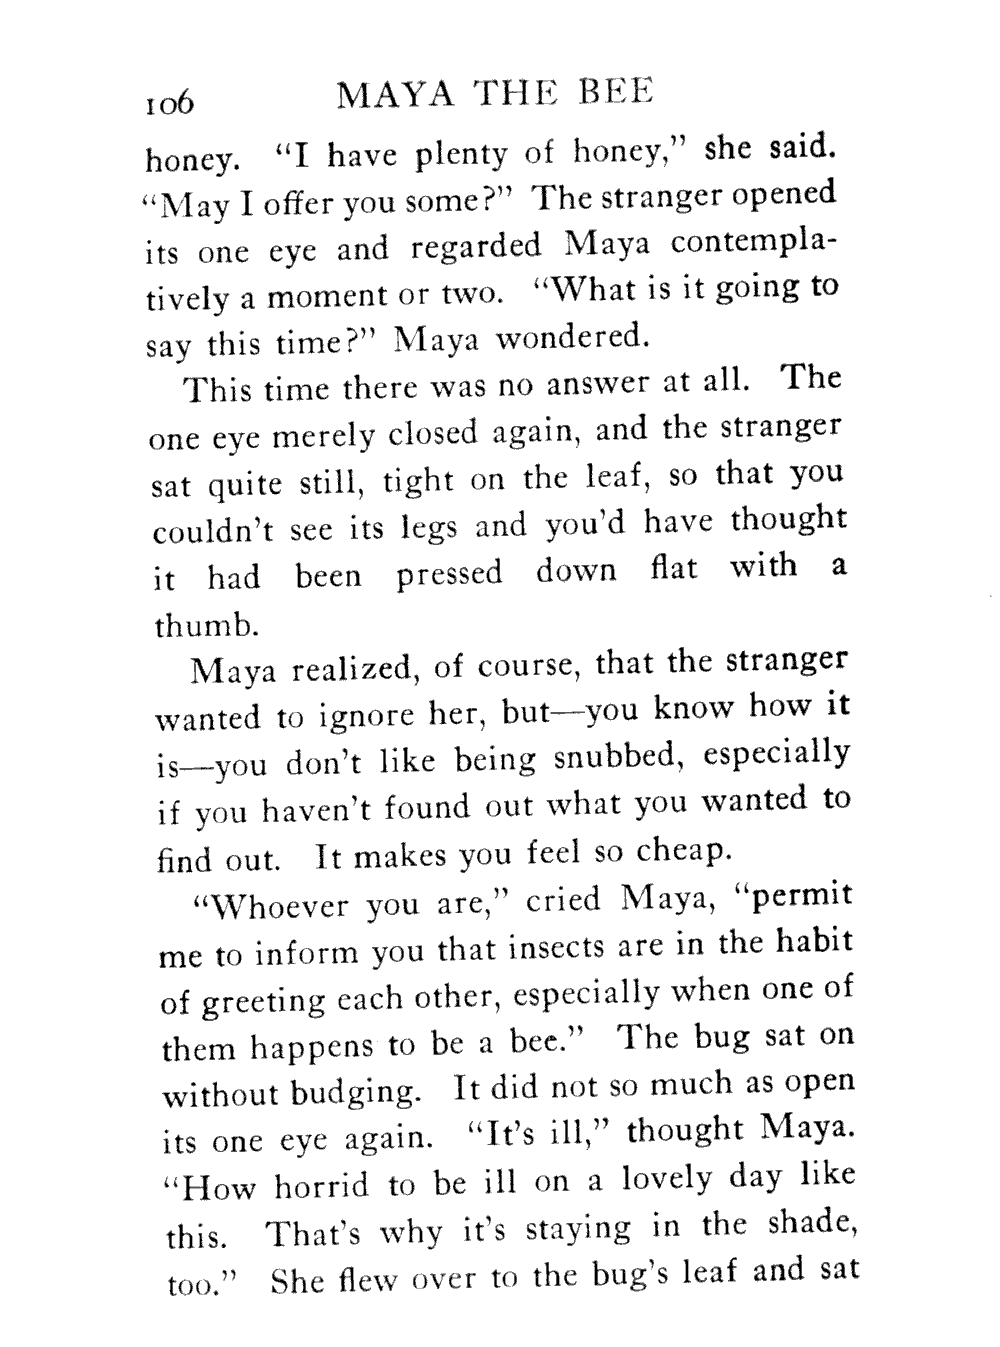 106 MAYA THE BEE
honey. “I have plenty of honey,” she said.
“May I offer you some?” The stranger opened
its one eye and regarded Maya contempla-
tively a moment or two. “What is it going to
say this time?” Maya wondered.
This time there was no answer at all. The
one eye merely closed again, and the stranger
sat quite still, tight on the leaf, so that you
couldn’t see its legs and you’d have thought
it had been pressed down flat with a
thumb.
Maya realized, of course, that the stranger
wanted to ignore her, but—you know how it
is—you don’t like being snubbed, especially
if you haven’t found out what you wanted to
find out. It makes you feel so cheap.
“Whoever you are,” cried Maya, “permit
me to inform you that insects are in the habit
of greeting each other, especially when one of
them happens to be a bee.” The bug sat on
without budging. It did not so much as open
its one eye again. “It’s ill,” thought Maya.
“How horrid to be ill on a lovely day like
this. That’s why it’s staying in the shade,
too.” She flew over to the bug’s leaf and sat